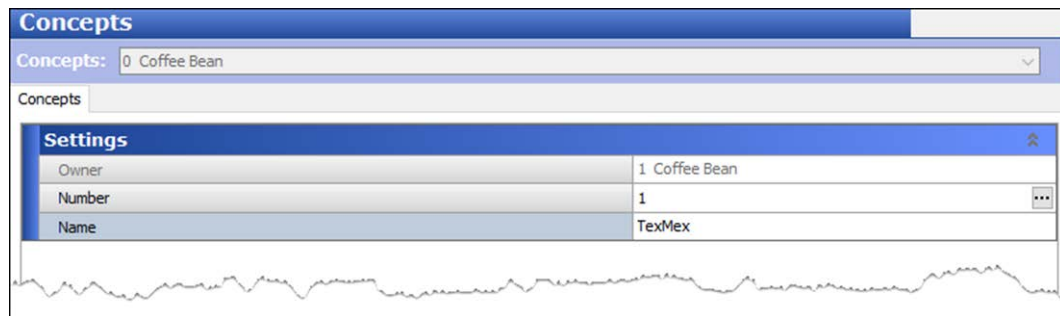 Concepts
Concepts: 0 Coffee Bean
Concepts
Settings
Owner 1 Coffee Bean
Number 1 ...
Name TexMex